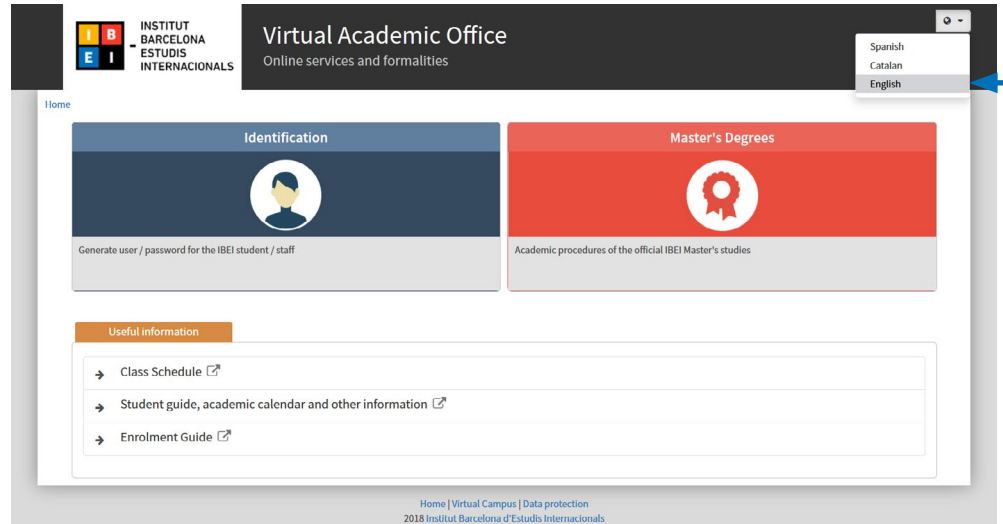 I B
E I
INSTITUT
BARCELONA
ESTUDIS
INTERNACIONALS
Virtual Academic Office
Online services and formalities
Spanish
Catalan
English
Home
Identification
Master's Degrees
Generate user / password for the IBEI student / staff
Academic procedures of the official IBEI Master's studies
Useful information
Class Schedule
Student guide, academic calendar and other information
Enrolment Guide
Home | Virtual Campus | Data protection
2018 Institut Barcelona d'Estudis Internacionals